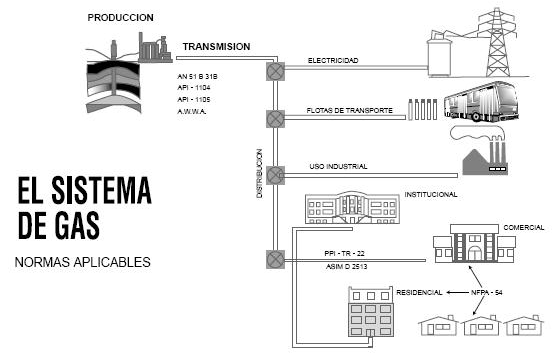 PRODUCCION
TRANSMISION
AN 51 B 31B
API - 1104
API - 1105
A.W.W.A.
ELECTRICIDAD
FLOTAS DE TRANSPORTE
DISTRIBUCION
USO INDUSTRIAL
INSTITUCIONAL
EL SISTEMA
DE GAS
NORMAS APLICABLES
COMERCIAL
PPI - TR - 22
ASIM D 2513
RESIDENCIAL
NFPA - 54